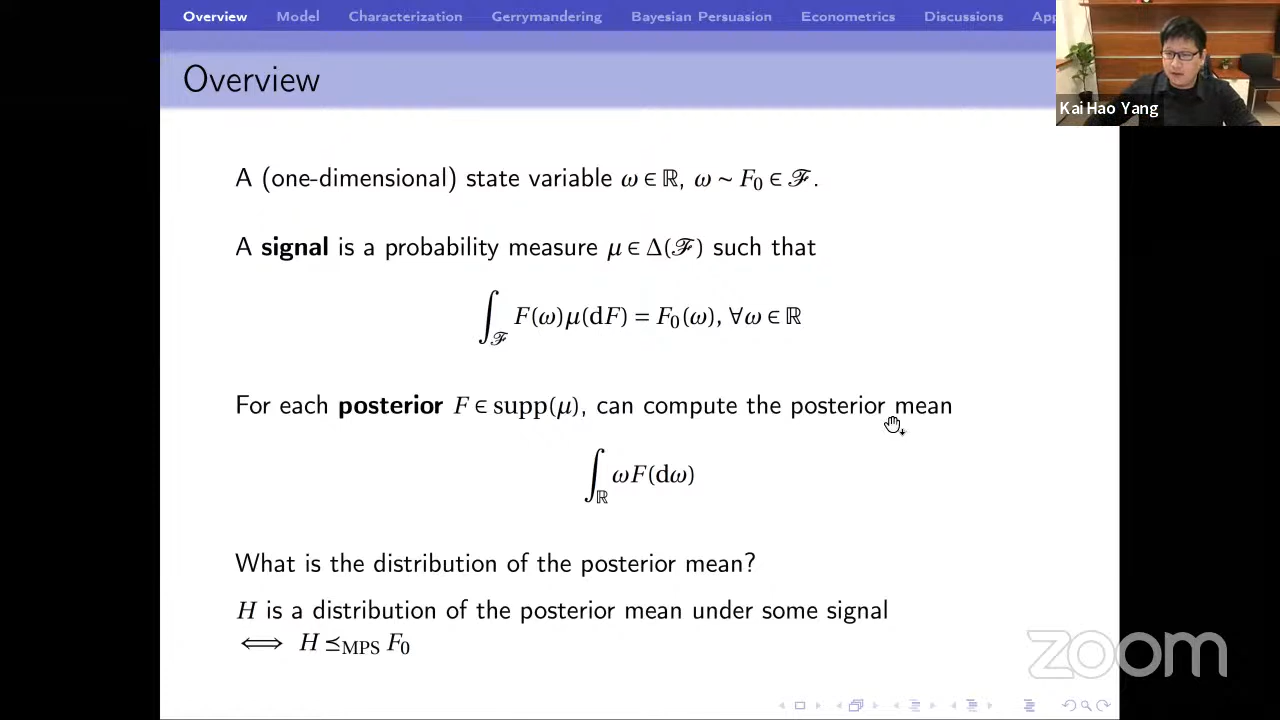 Overview Model Characterization Gerrymandering Bayesian Persuasion Econometrics Discussions App
Overview
Kai Hao Yang
A (one-dimensional) state variable ω ∈ ℝ, ω ~ F₀ ∈ ℱ.
A signal is a probability measure μ ∈ Δ(ℱ) such that
∫_ℱ F(ω)μ(dF) = F₀(ω), ∀ω ∈ ℝ
For each posterior F ∈ supp(μ), can compute the posterior mean
∫_ℝ ωF(dω)
What is the distribution of the posterior mean?
H is a distribution of the posterior mean under some signal
⟺ H ⪯_MPS F₀
zoom